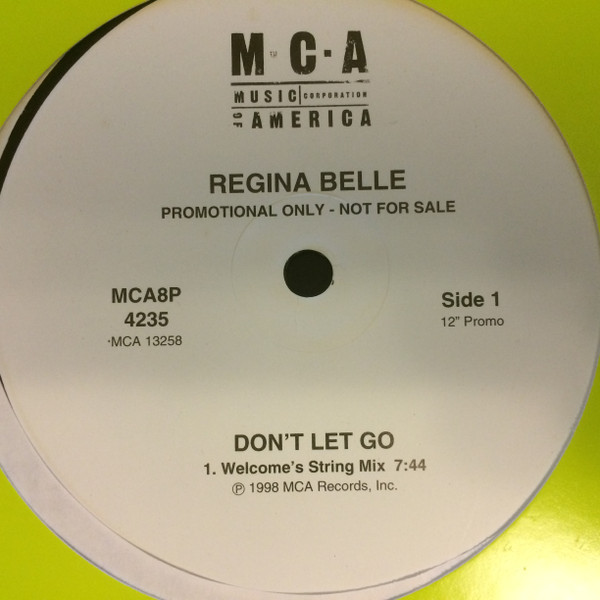 M™C·A
MUSIC CORPORATION
OF AMERICA
REGINA BELLE
PROMOTIONAL ONLY - NOT FOR SALE
MCA8P
4235
·MCA 13258
Side 1
12" Promo
DON'T LET GO
1. Welcome's String Mix 7:44
℗ 1998 MCA Records, Inc.